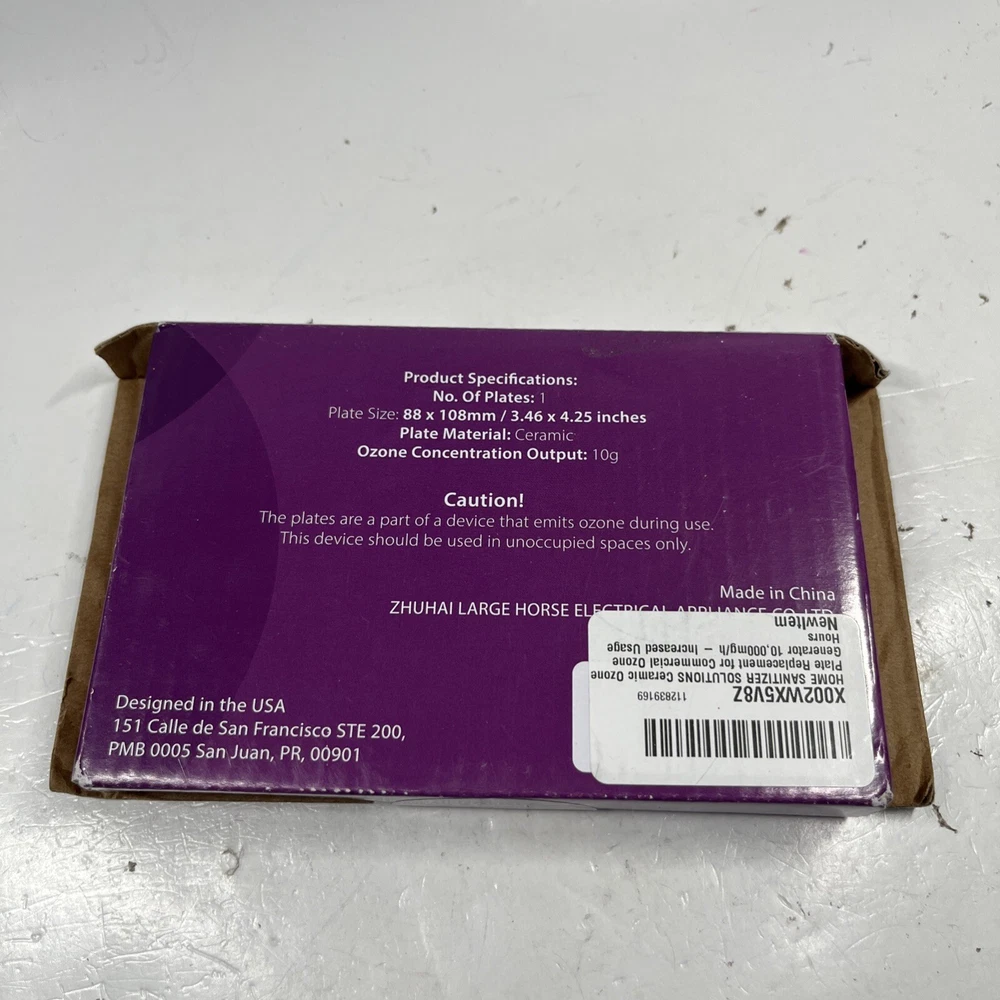 Product Specifications:
No. Of Plates: 1
Plate Size: 88 x 108mm / 3.46 x 4.25 inches
Plate Material: Ceramic
Ozone Concentration Output: 10g
Caution!
The plates are a part of a device that emits ozone during use.
This device should be used in unoccupied spaces only.
Made in China
ZHUHAI LARGE HORSE ELECTRICAL APPLIANCE CO.,LTD
Designed in the USA
151 Calle de San Francisco STE 200,
PMB 0005 San Juan, PR, 00901
X002WX5V8Z 112839169
HOME SANITIZER SOLUTIONS Ceramic Ozone
Plate Replacement for Commercial Ozone
Generator 10,000mg/h – Increased Usage
Hours
NewItem